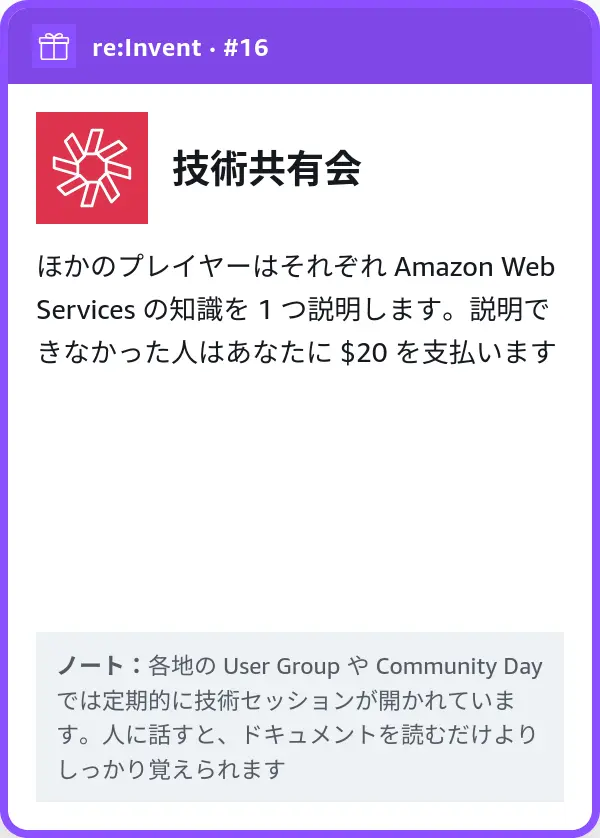 re:Invent · #16
技術共有会
ほかのプレイヤーはそれぞれ Amazon Web
Services の知識を 1 つ説明します。説明で
きなかった人はあなたに $20 を支払います
ノート：各地の User Group や Community Day
では定期的に技術セッションが開かれていま
す。人に話すと、ドキュメントを読むだけより
しっかり覚えられます